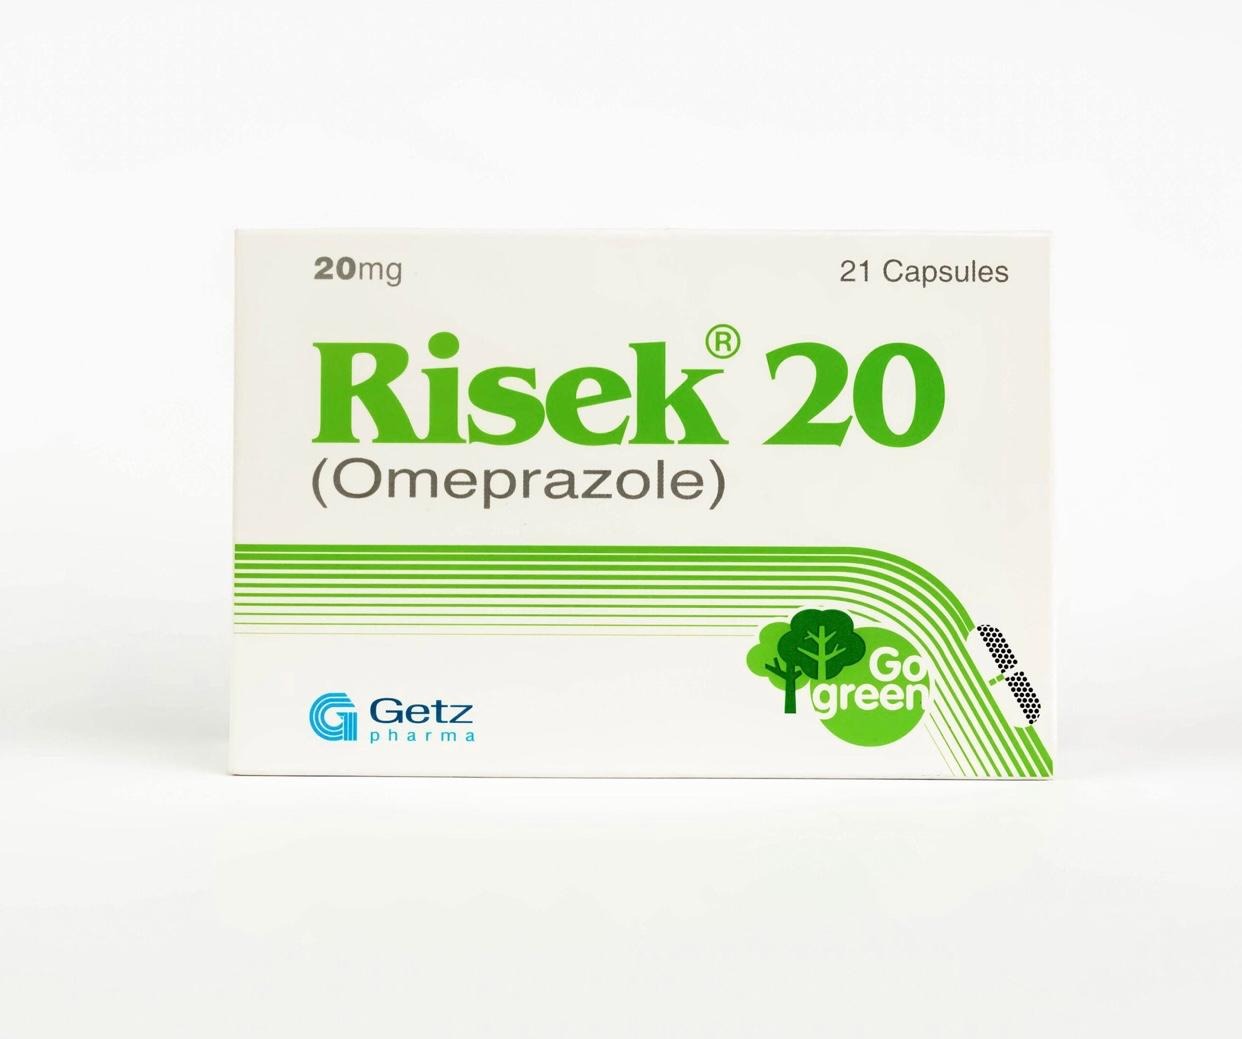 20mg 21 Capsules
Risek® 20
(Omeprazole)
Go
green
Getz
pharma